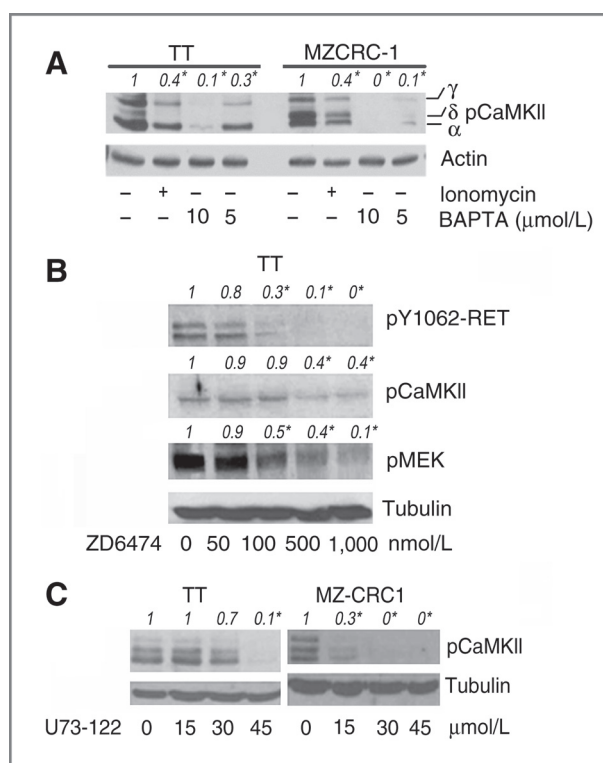 A
TT MZCRC-1
1 0.4* 0.1* 0.3* 1 0.4* 0* 0.1*
γ
δ pCaMKII
α
Actin
– + – – – + – – Ionomycin
– – 10 5 – – 10 5 BAPTA (μmol/L)
B
TT
1 0.8 0.3* 0.1* 0*
pY1062-RET
1 0.9 0.9 0.4* 0.4*
pCaMKII
1 0.9 0.5* 0.4* 0.1*
pMEK
Tubulin
ZD6474 0 50 100 500 1,000 nmol/L
C
TT MZ-CRC1
1 1 0.7 0.1* 1 0.3* 0* 0*
pCaMKII
Tubulin
U73-122 0 15 30 45 0 15 30 45 μmol/L